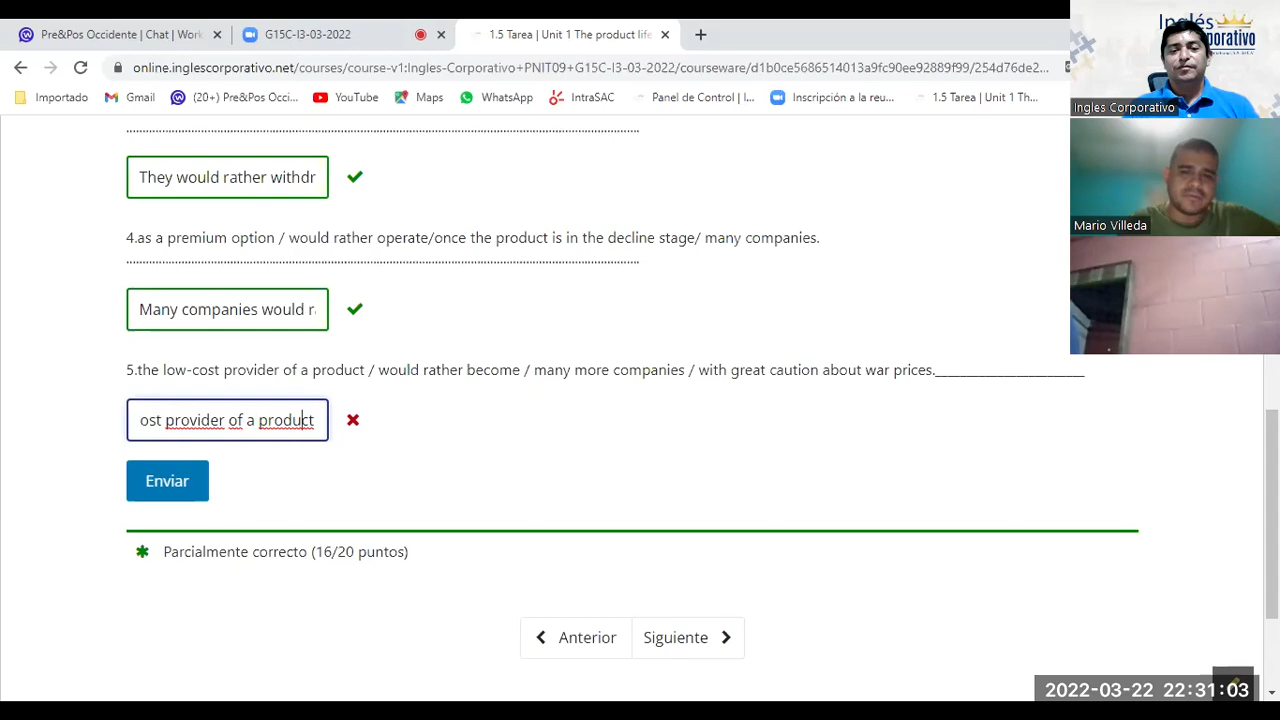 Pre&Pos Occidente | Chat | Work
G15C-I3-03-2022
1.5 Tarea | Unit 1 The product life
online.inglescorporativo.net/courses/course-v1:Ingles-Corporativo+PNIT09+G15C-I3-03-2022/courseware/d1b0ce5686514013a9fc90ee92889f99/254d76de2...
Importado
Gmail
(20+) Pre&Pos Occi...
YouTube
Maps
WhatsApp
IntraSAC
Panel de Control | I...
Inscripción a la reu...
1.5 Tarea | Unit 1 Th...
Inglés
Ingles Corporativo
Mario Villeda
They would rather withdr
4.as a premium option / would rather operate/once the product is in the decline stage/ many companies.
Many companies would r
5.the low-cost provider of a product / would rather become / many more companies / with great caution about war prices.
ost provider of a product
Enviar
Parcialmente correcto (16/20 puntos)
Anterior
Siguiente
2022-03-22 22:31:03